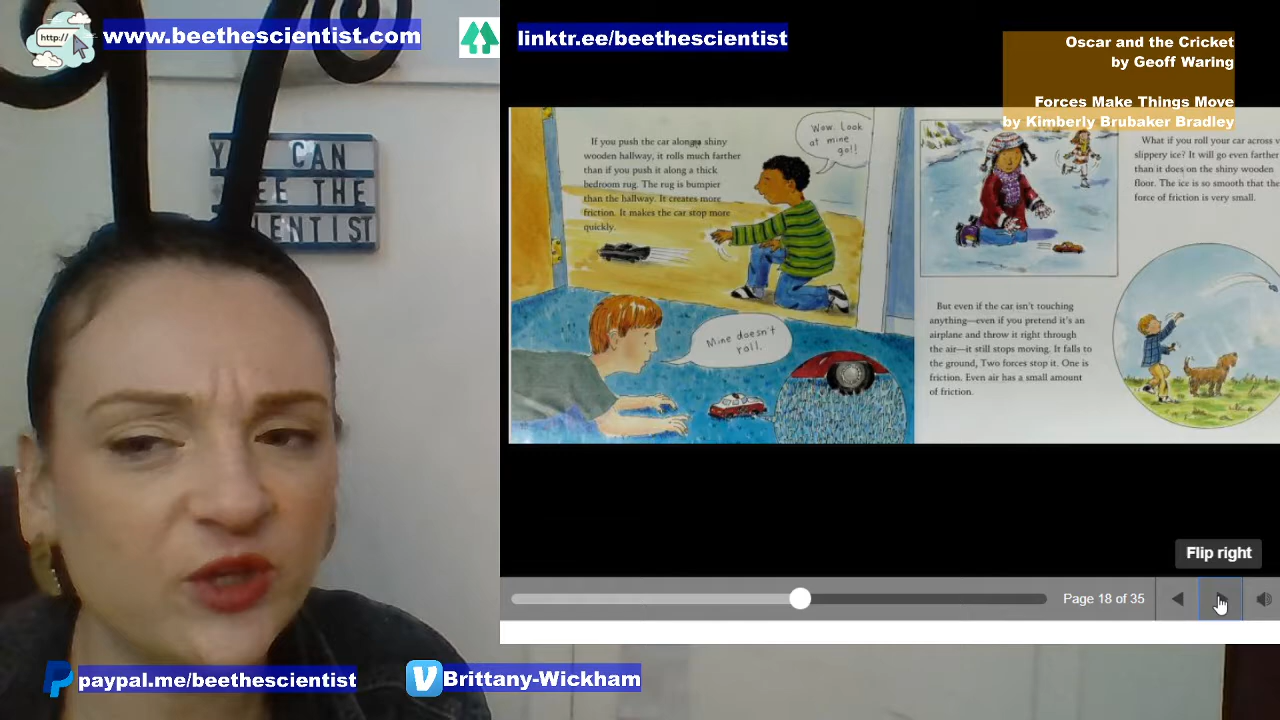 http://
www.beethescientist.com
linktr.ee/beethescientist
Oscar and the Cricket
by Geoff Waring
Forces Make Things Move
by Kimberly Brubaker Bradley
CAN
THE
If you push the car along a shiny
wooden hallway, it rolls much farther
than if you push it along a thick
bedroom rug. The rug is bumpier
than the hallway. It creates more
friction. It makes the car stop more
quickly.
Wow. Look
at mine
go!!
Mine doesn't
roll.
What if you roll your car across
slippery ice? It will go even farther
than it does on the shiny wooden
floor. The ice is so smooth that the
force of friction is very small.
But even if the car isn't touching
anything—even if you pretend it's an
airplane and throw it right through
the air—it still stops moving. It falls to
the ground, Two forces stop it. One is
friction. Even air has a small amount
of friction.
Flip right
Page 18 of 35
paypal.me/beethescientist
Brittany-Wickham